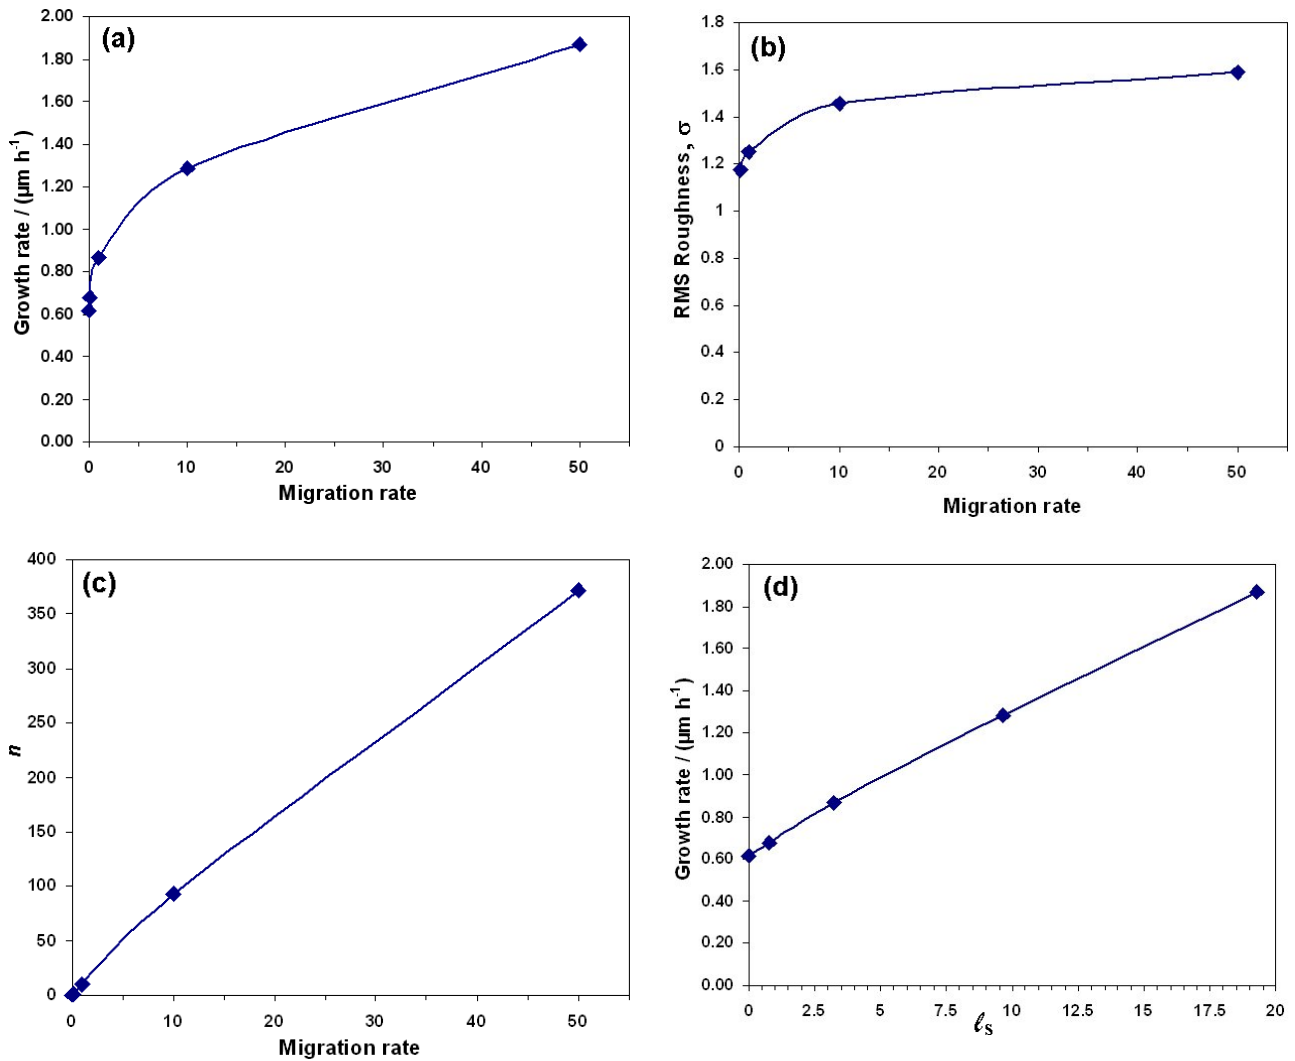 (a)
2.00
1.80
1.60
1.40
1.20
1.00
0.80
0.60
0.40
0.20
0.00
Growth rate / (µm h⁻¹)
0 10 20 30 40 50
Migration rate
(b)
1.8
1.6
1.4
1.2
1
0.8
0.6
0.4
0.2
0
RMS Roughness, σ
0 10 20 30 40 50
Migration rate
(c)
400
350
300
250
200
150
100
50
0
n
0 10 20 30 40 50
Migration rate
(d)
2.00
1.80
1.60
1.40
1.20
1.00
0.80
0.60
0.40
0.20
0.00
Growth rate / (µm h⁻¹)
0 2.5 5 7.5 10 12.5 15 17.5 20
ℓs